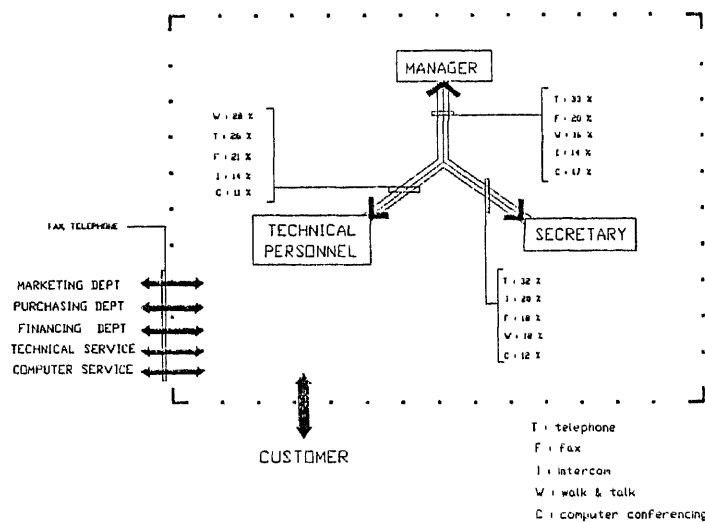 MANAGER
W : 28 %
T : 26 %
F : 21 %
I : 14 %
C : 11 %
T : 33 %
F : 20 %
W : 16 %
I : 14 %
C : 17 %
TECHNICAL
PERSONNEL
SECRETARY
FAX TELEPHONE
T : 32 %
I : 20 %
F : 18 %
W : 18 %
C : 12 %
MARKETING DEPT
PURCHASING DEPT
FINANCING DEPT
TECHNICAL SERVICE
COMPUTER SERVICE
CUSTOMER
T : telephone
F : fax
I : intercom
W : walk & talk
C : computer conferencing